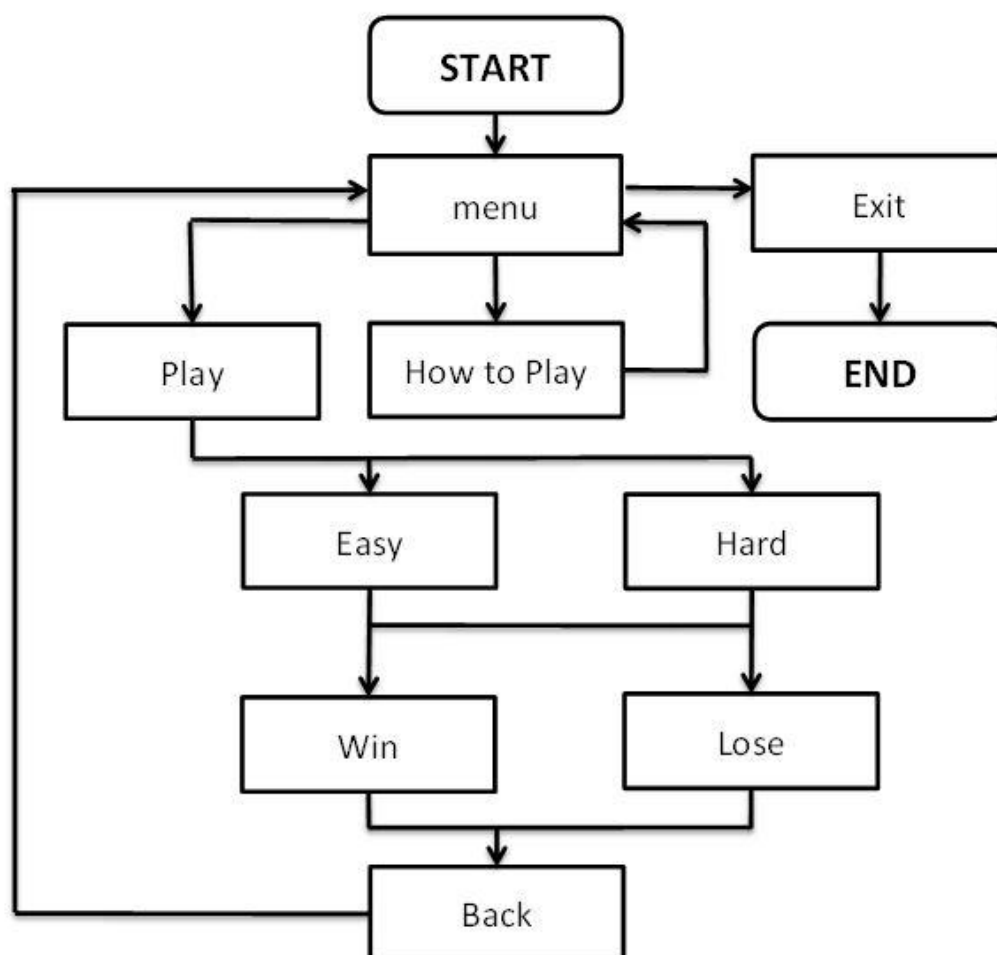 START
menu
Exit
Play
How to Play
END
Easy
Hard
Win
Lose
Back